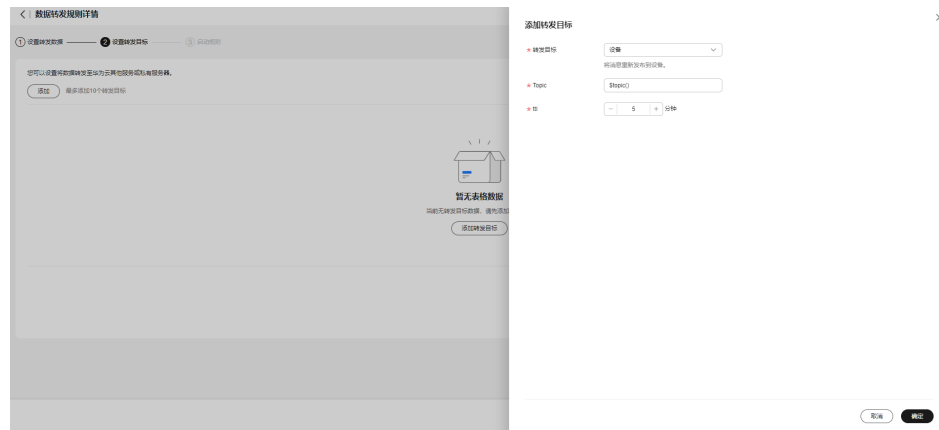 数据转发规则详情
1 设置转发数据
2 设置转发目标
3 启动规则
您可以设置将数据转发至华为云其他服务或私有服务器。
添加 最多添加10个转发目标
暂无表格数据
当前无转发目标数据，请先添加
添加转发目标
添加转发目标
* 转发目标 设备
将消息重新发布到设备。
* Topic $topic()
* ttl - 5 + 分钟
取消 确定